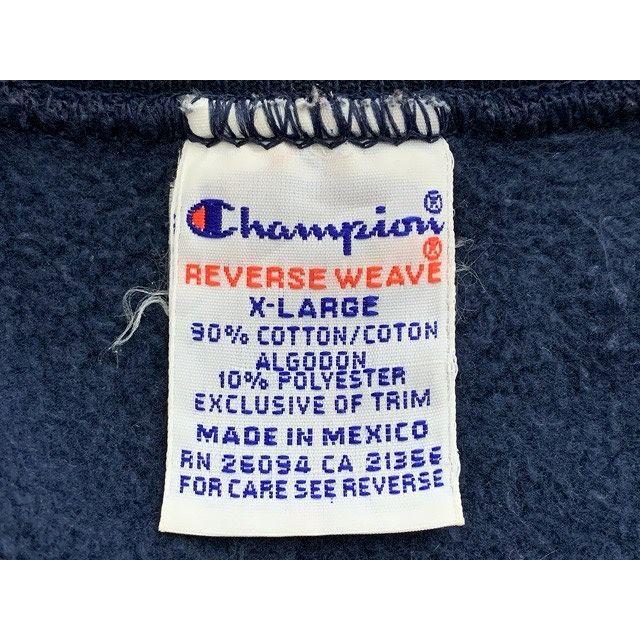 Champion®
REVERSE WEAVE®
X-LARGE
90% COTTON/COTON
ALGODON
10% POLYESTER
EXCLUSIVE OF TRIM
MADE IN MEXICO
RN 26094 CA 21356
FOR CARE SEE REVERSE